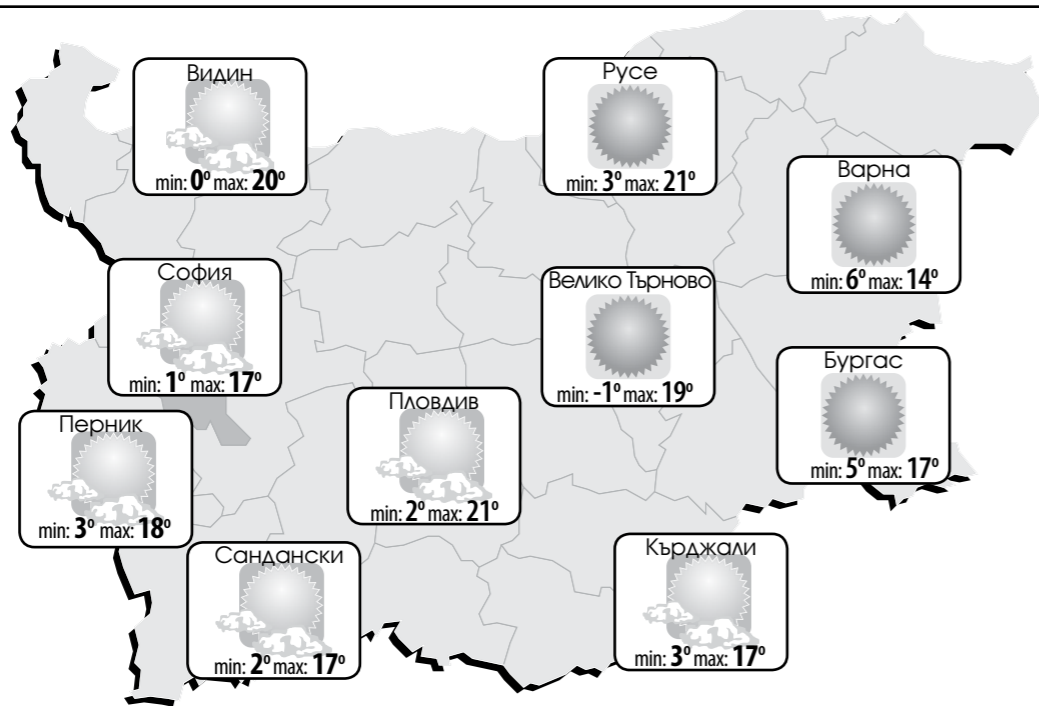 Видин
min: 0° max: 20°
Русе
min: 3° max: 21°
Варна
min: 6° max: 14°
София
min: 1° max: 17°
Велико Търново
min: -1° max: 19°
Бургас
min: 5° max: 17°
Пловдив
min: 2° max: 21°
Перник
min: 3° max: 18°
Сандански
min: 2° max: 17°
Кърджали
min: 3° max: 17°